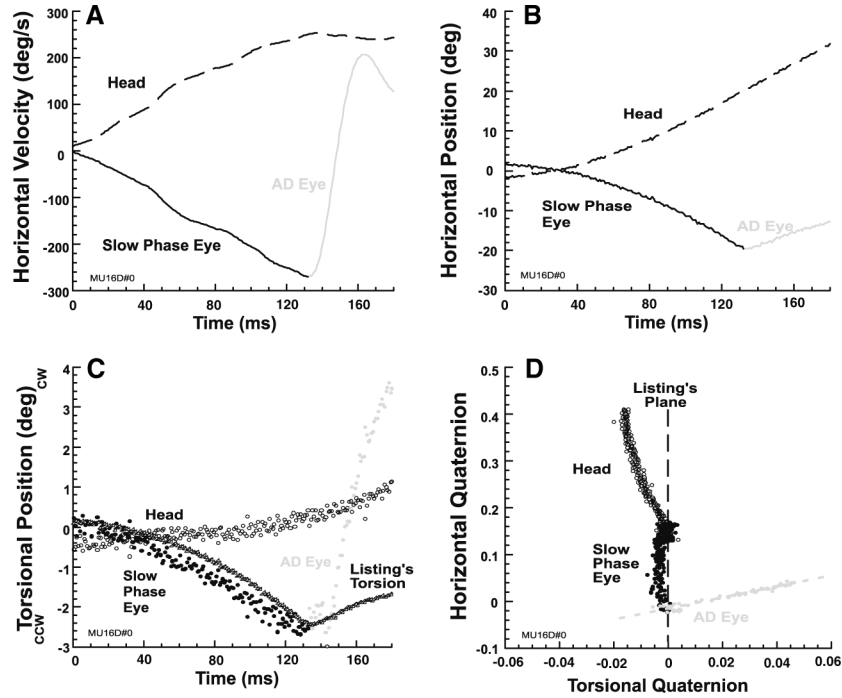 A
Horizontal Velocity (deg/s)
300
200
100
0
-100
-200
-300
Head
AD Eye
Slow Phase Eye
MU16D#0
0 40 80 120 160
Time (ms)
B
Horizontal Position (deg)
40
30
20
10
0
-10
-20
-30
Head
Slow Phase
Eye
AD Eye
MU16D#0
0 40 80 120 160
Time (ms)
C
Torsional Position (deg)
CCW
CW
4
3
2
1
0
-1
-2
-3
Head
AD Eye
Slow
Phase
Eye
Listing's
Torsion
MU16D#0
0 40 80 120 160
Time (ms)
D
Horizontal Quaternion
0.5
0.4
0.3
0.2
0.1
0
-0.1
Listing's
Plane
Head
Slow
Phase
Eye
AD Eye
MU16D#0
-0.06 -0.04 -0.02 0 0.02 0.04 0.06
Torsional Quaternion